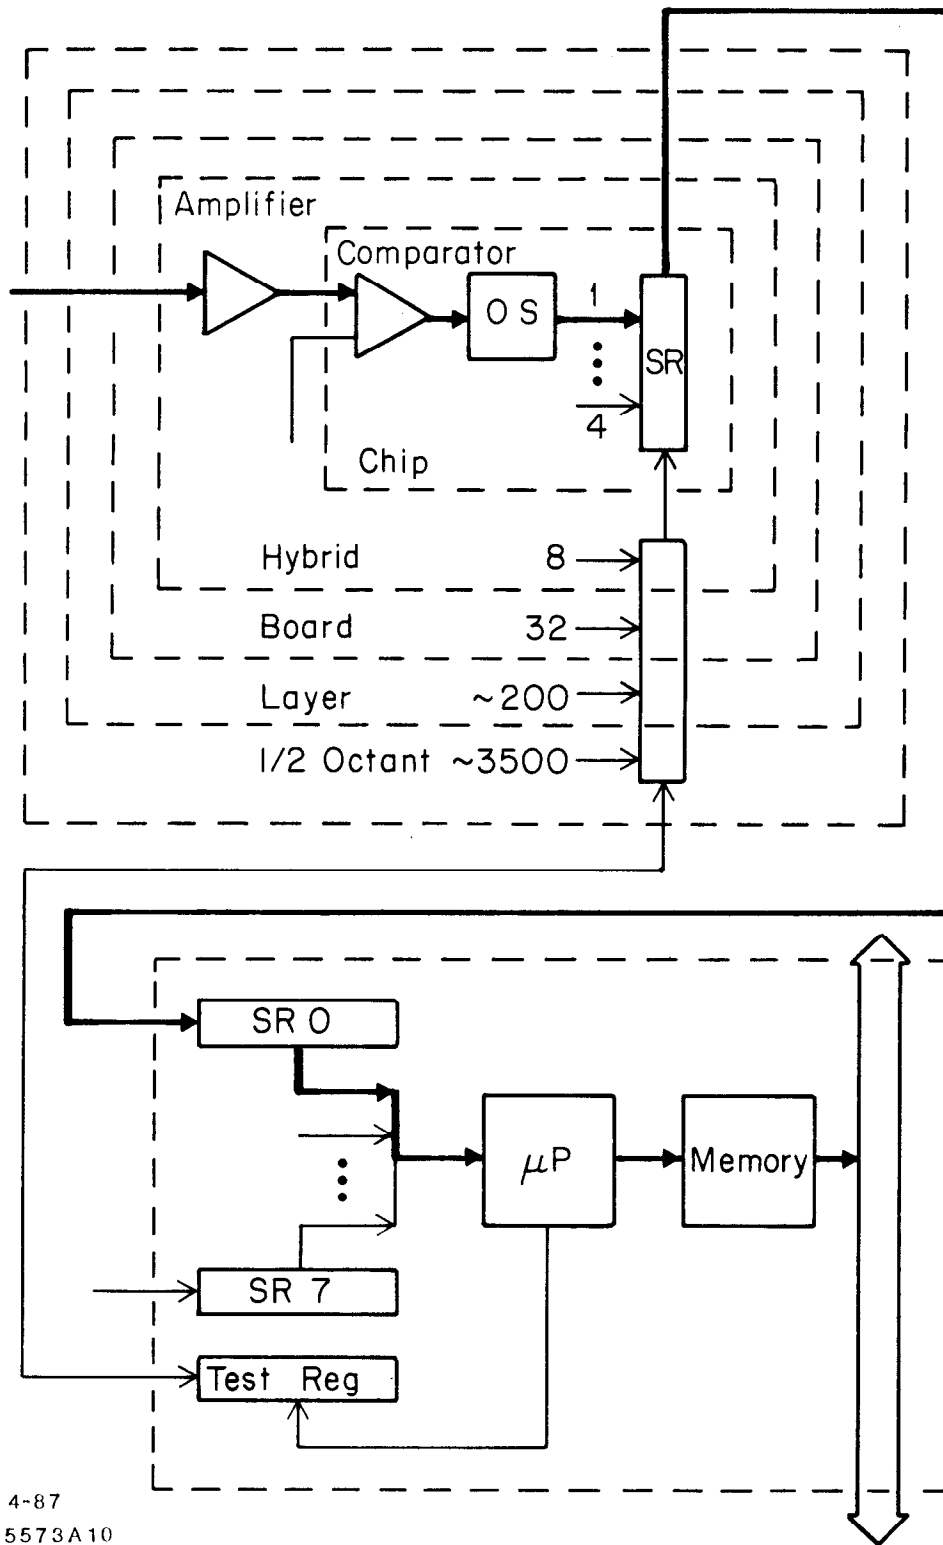 Amplifier
Comparator
O S
1
SR
4
Chip
Hybrid 8
Board 32
Layer ~200
1/2 Octant ~3500
SR 0
μP
Memory
SR 7
Test Reg
4-87
5573A10